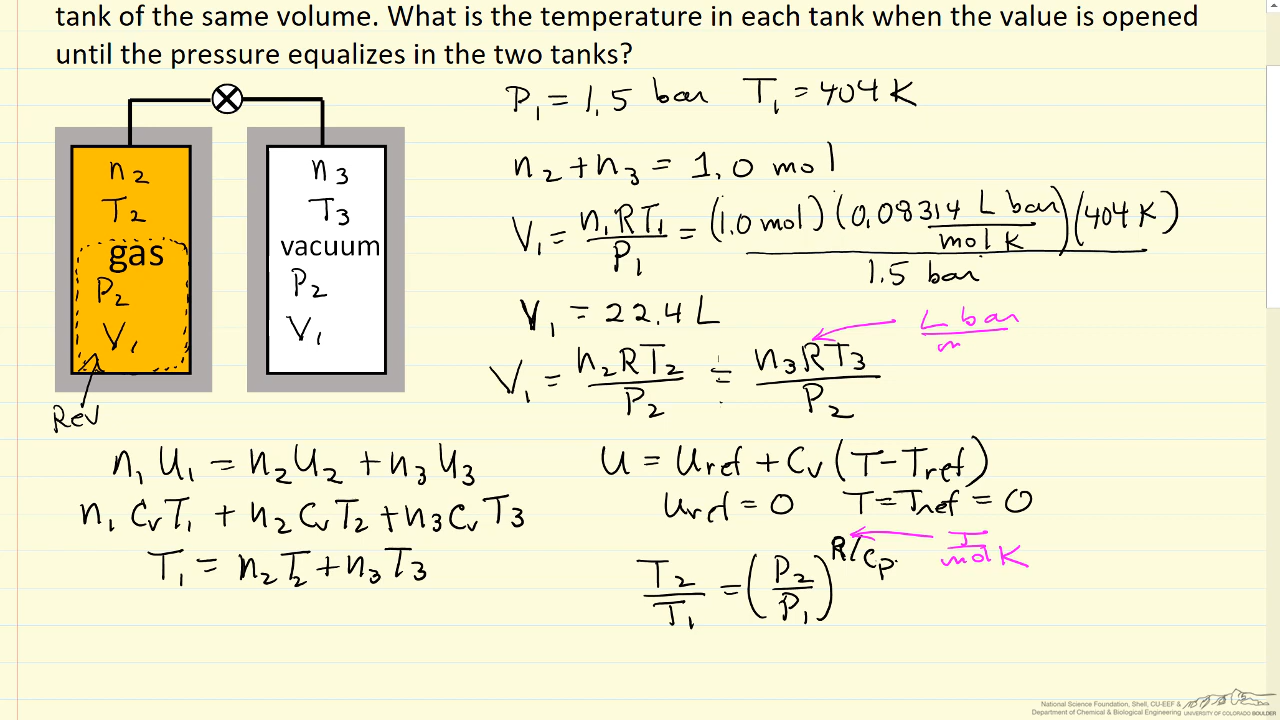 tank of the same volume. What is the temperature in each tank when the value is opened
until the pressure equalizes in the two tanks?
P₁ = 1.5 bar T₁ = 404 K
n₂ + n₃ = 1.0 mol
V₁ = n₁RT₁/P₁ = (1.0 mol)(0.08314 L bar/mol K)(404 K)/1.5 bar
V₁ = 22.4 L
L bar/m
V₁ = n₂RT₂/P₂ = n₃RT₃/P₂
n₂
T₂
gas
P₂
V₁
Rev
n₃
T₃
vacuum
P₂
V₁
n₁ U₁ = n₂U₂ + n₃U₃
n₁ CᵥT₁ + n₂CᵥT₂ + n₃CᵥT₃
T₁ = n₂T₂ + n₃T₃
U = Uref + Cv (T - Tref)
Uref = 0 T = Tref = 0
T₂/T₁ = (P₂/P₁)^R/Cp
J/mol K
National Science Foundation, Shell, CU-EEF &
Department of Chemical & Biological Engineering
UNIVERSITY OF COLORADO BOULDER